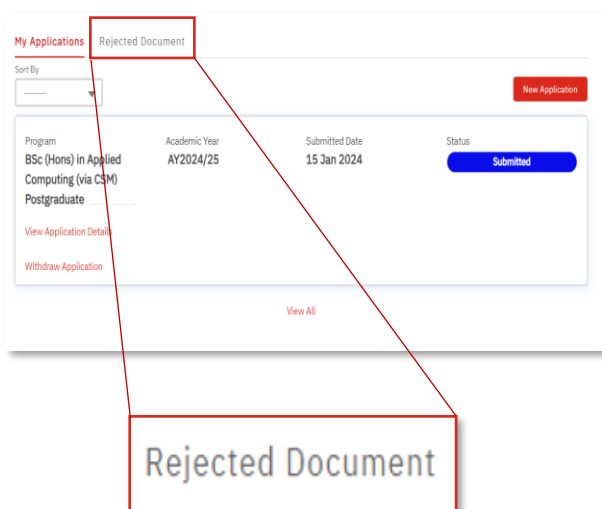 My Applications Rejected Document
Sort By
-------
New Application
Program Academic Year Submitted Date Status
BSc (Hons) in Applied AY2024/25 15 Jan 2024 Submitted
Computing (via CSM)
Postgraduate
View Application Details
Withdraw Application
View All
Rejected Document